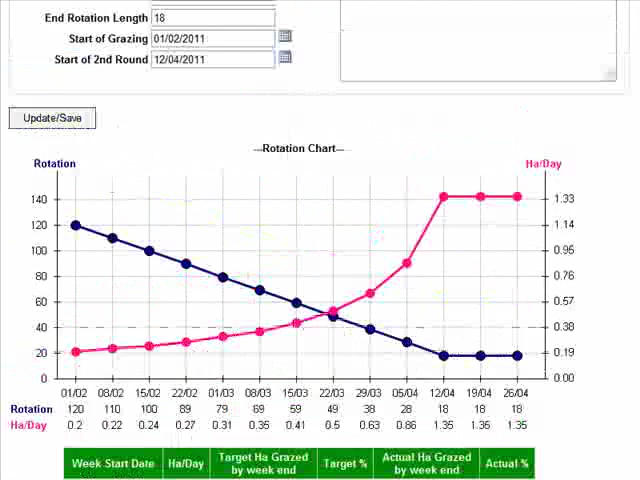 End Rotation Length 18
Start of Grazing 01/02/2011
Start of 2nd Round 12/04/2011
Update/Save
---Rotation Chart---
Rotation Ha/Day
140 1.33
120 1.14
100 0.95
80 0.76
60 0.57
40 0.38
20 0.19
0 0.00
01/02 08/02 15/02 22/02 01/03 08/03 15/03 22/03 29/03 05/04 12/04 19/04 26/04
Rotation 120 110 100 89 79 69 59 49 38 28 18 18 18
Ha/Day 0.2 0.22 0.24 0.27 0.31 0.35 0.41 0.5 0.63 0.86 1.35 1.35 1.35
Week Start Date Ha/Day Target Ha Grazed by week end Target % Actual Ha Grazed by week end Actual %